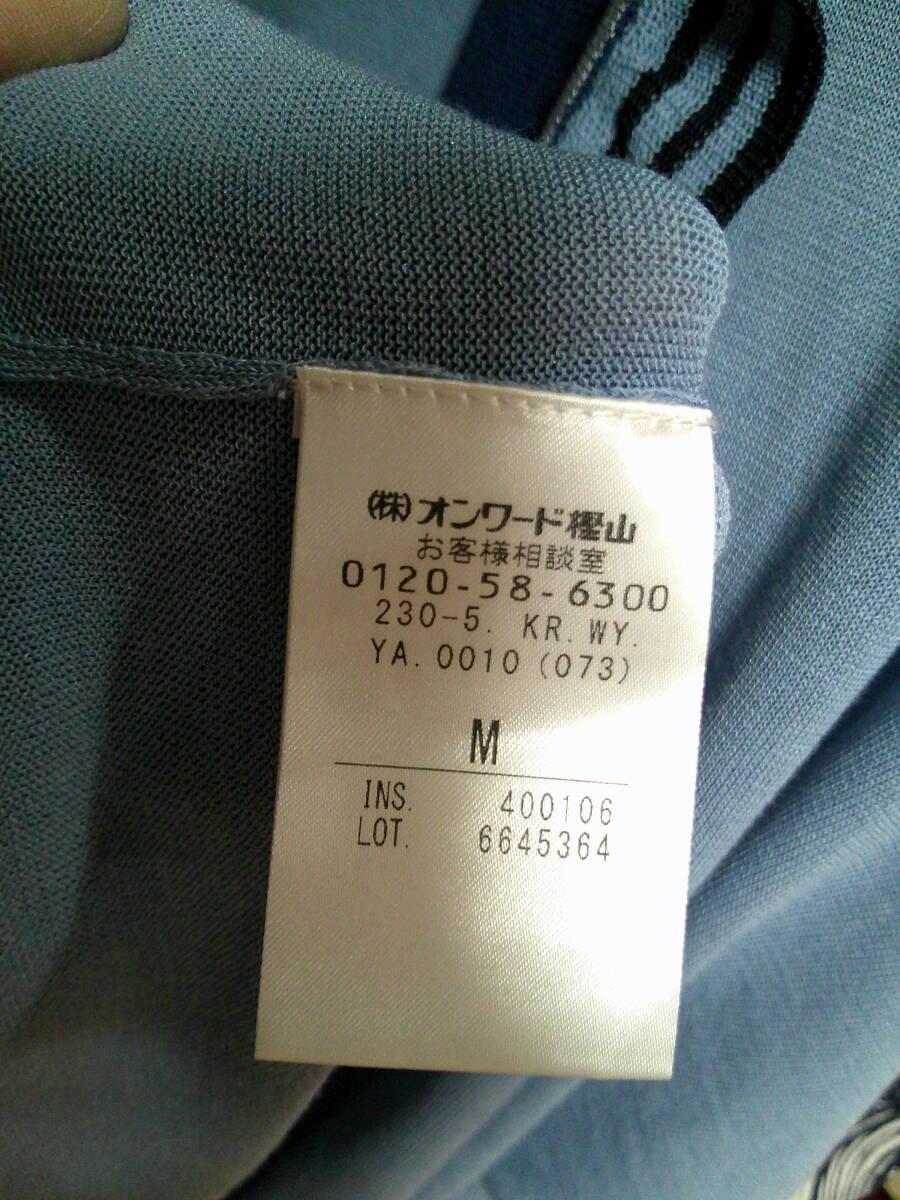 (株)オンワード樫山
お客様相談室
0120-58-6300
230-5. KR.WY.
YA.0010(073)
M
INS. 400106
LOT. 6645364